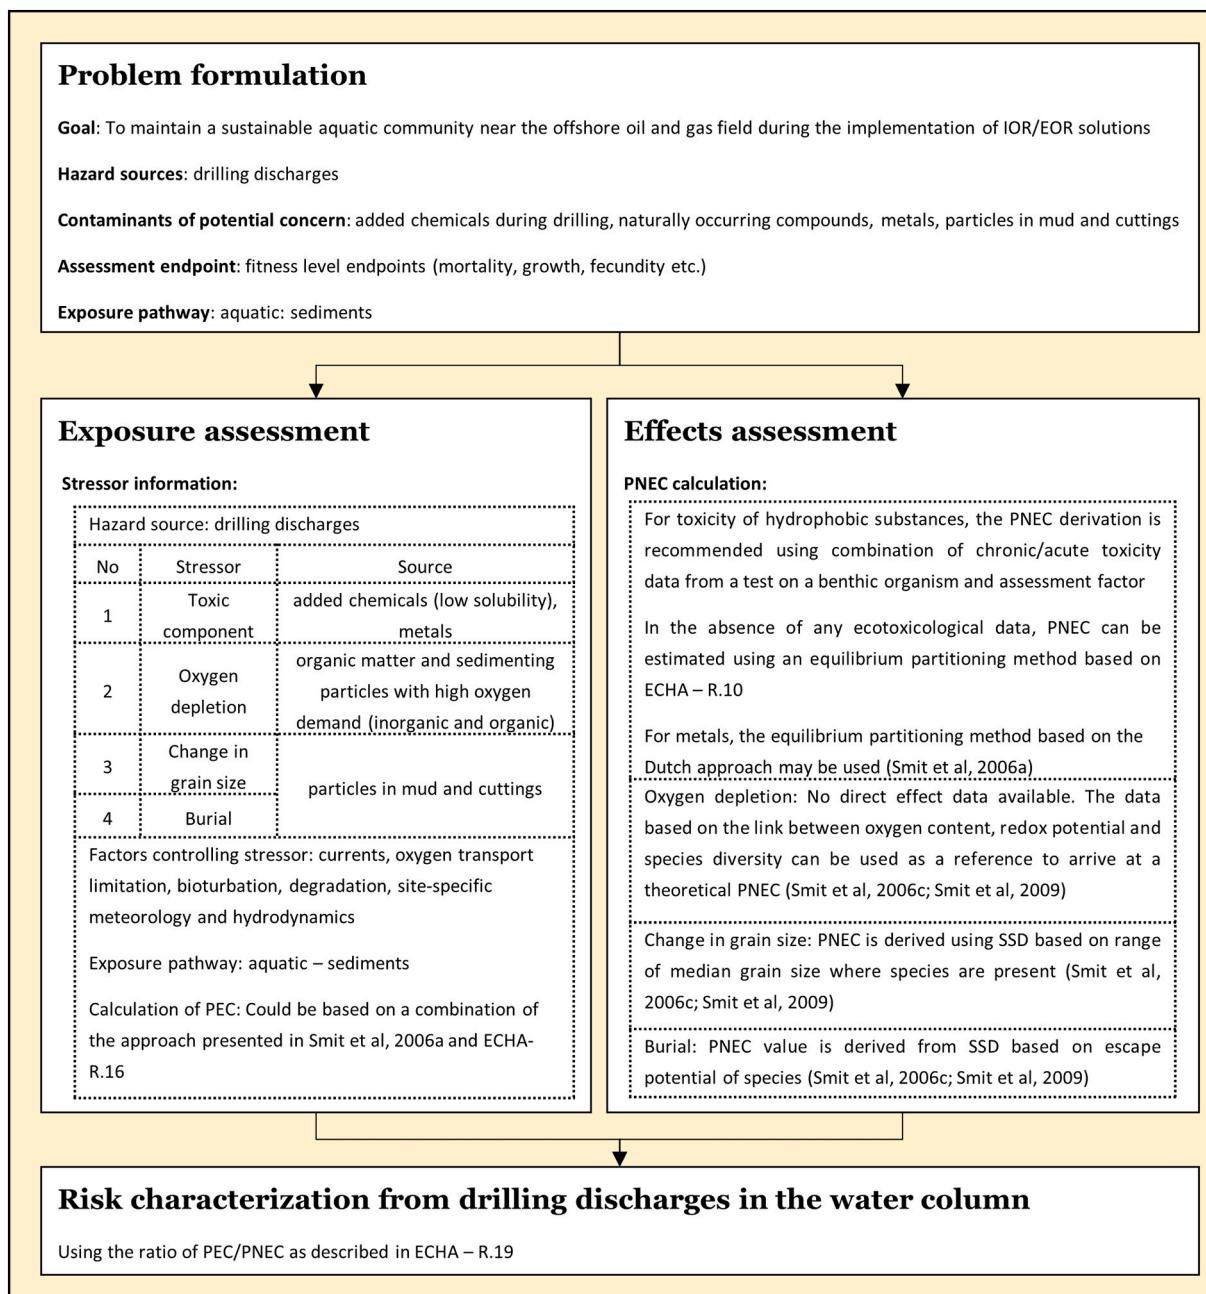 Problem formulation
Goal: To maintain a sustainable aquatic community near the offshore oil and gas field during the implementation of IOR/EOR solutions
Hazard sources: drilling discharges
Contaminants of potential concern: added chemicals during drilling, naturally occurring compounds, metals, particles in mud and cuttings
Assessment endpoint: fitness level endpoints (mortality, growth, fecundity etc.)
Exposure pathway: aquatic: sediments
Exposure assessment
Stressor information:
Hazard source: drilling discharges
No Stressor Source
1 Toxic component added chemicals (low solubility), metals
2 Oxygen depletion organic matter and sedimenting particles with high oxygen demand (inorganic and organic)
3 Change in grain size particles in mud and cuttings
4 Burial
Factors controlling stressor: currents, oxygen transport
limitation, bioturbation, degradation, site-specific
meteorology and hydrodynamics
Exposure pathway: aquatic – sediments
Calculation of PEC: Could be based on a combination of
the approach presented in Smit et al, 2006a and ECHA-
R.16
Effects assessment
PNEC calculation:
For toxicity of hydrophobic substances, the PNEC derivation is
recommended using combination of chronic/acute toxicity
data from a test on a benthic organism and assessment factor
In the absence of any ecotoxicological data, PNEC can be
estimated using an equilibrium partitioning method based on
ECHA – R.10
For metals, the equilibrium partitioning method based on the
Dutch approach may be used (Smit et al, 2006a)
Oxygen depletion: No direct effect data available. The data
based on the link between oxygen content, redox potential and
species diversity can be used as a reference to arrive at a
theoretical PNEC (Smit et al, 2006c; Smit et al, 2009)
Change in grain size: PNEC is derived using SSD based on range
of median grain size where species are present (Smit et al,
2006c; Smit et al, 2009)
Burial: PNEC value is derived from SSD based on escape
potential of species (Smit et al, 2006c; Smit et al, 2009)
Risk characterization from drilling discharges in the water column
Using the ratio of PEC/PNEC as described in ECHA – R.19